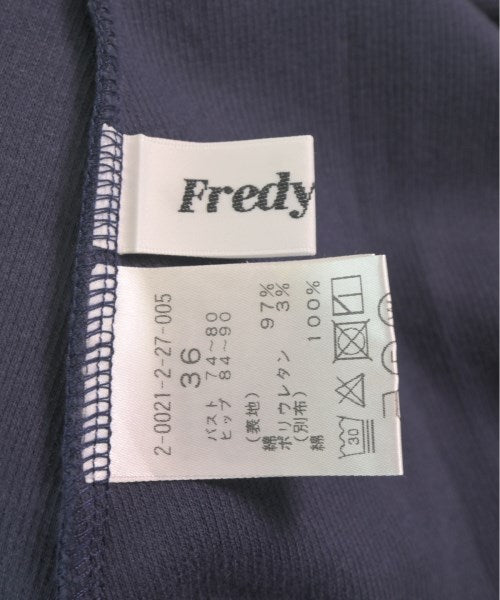 Fredy
2-0021-2-27-005
36
バスト 74~80
ヒップ 84~90
(表地)
綿 97%
ポリウレタン 3%
(別布)
綿 100%
30